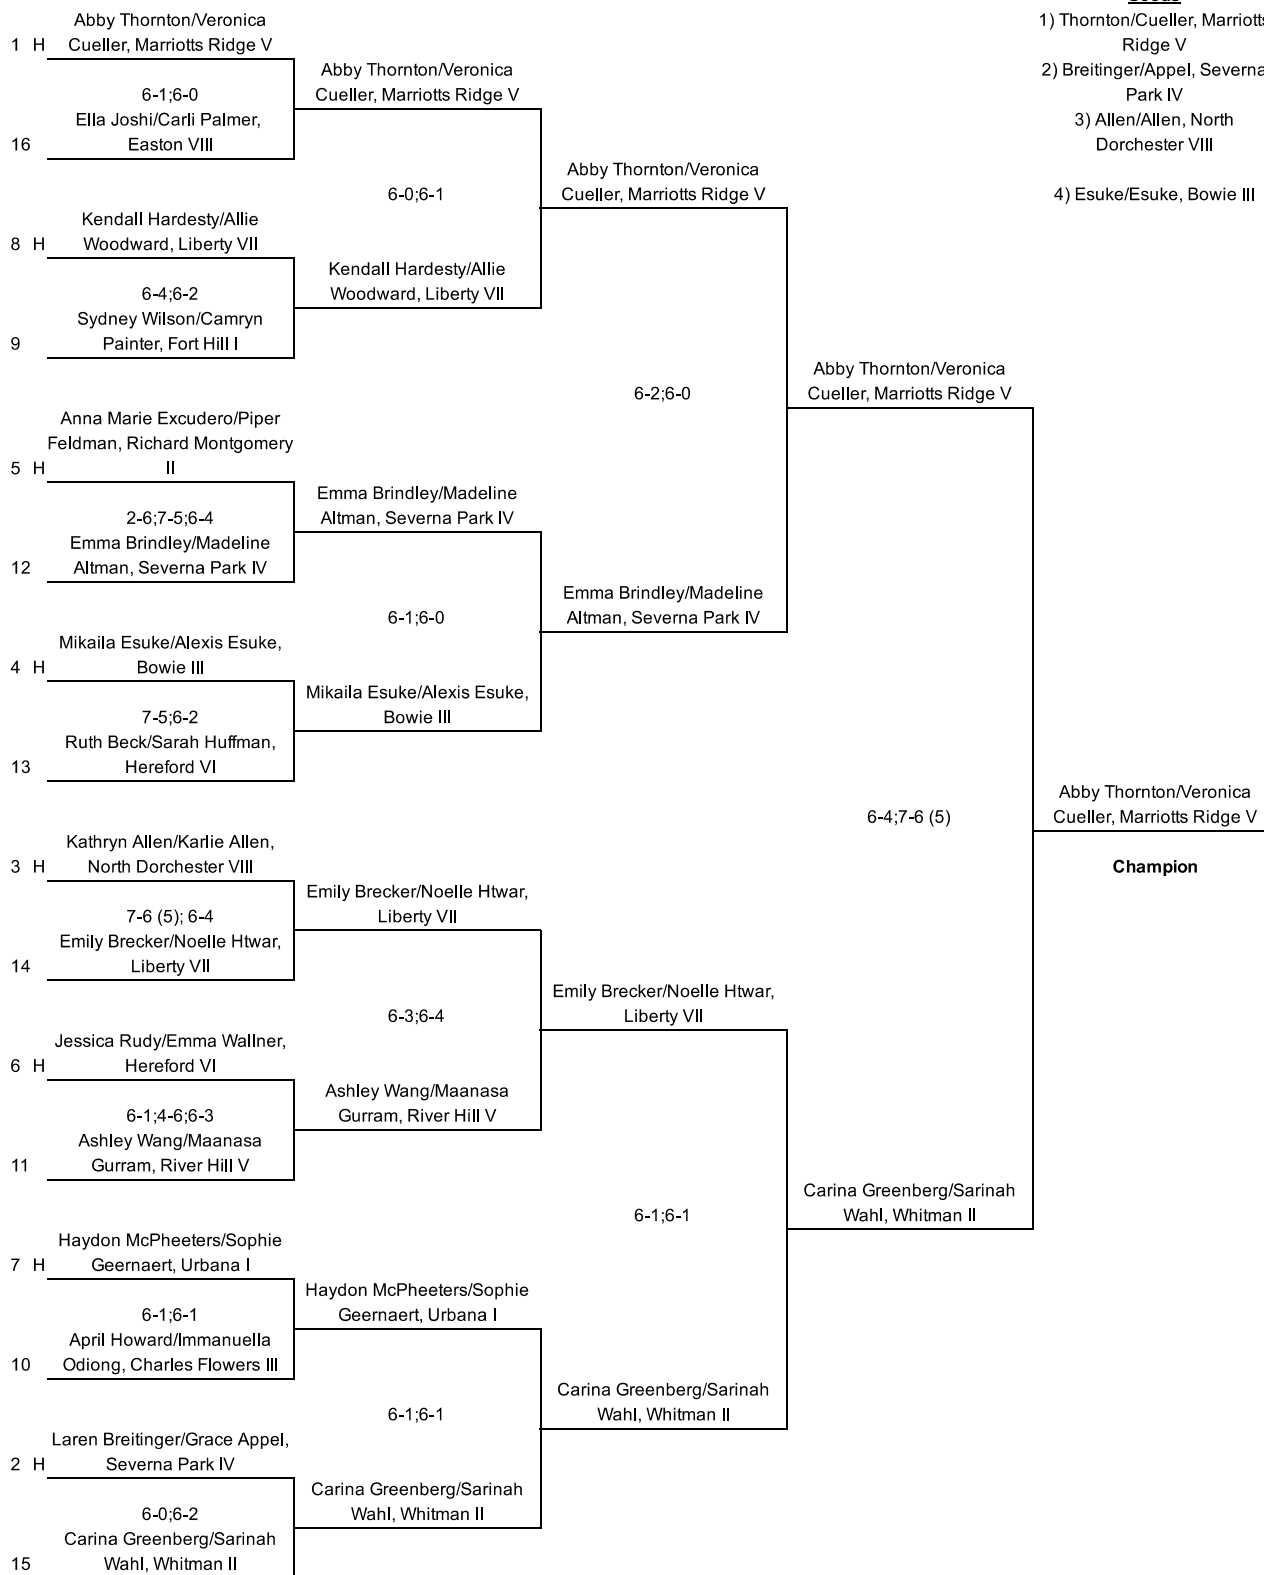 Abby Thornton/Veronica
1 H Cueller, Marriotts Ridge V
6-1;6-0
Ella Joshi/Carli Palmer,
16 Easton VIII
Kendall Hardesty/Allie
8 H Woodward, Liberty VII
6-4;6-2
Sydney Wilson/Camryn
9 Painter, Fort Hill I
Anna Marie Excudero/Piper
Feldman, Richard Montgomery
5 H II
2-6;7-5;6-4
Emma Brindley/Madeline
12 Altman, Severna Park IV
Mikaila Esuke/Alexis Esuke,
4 H Bowie III
7-5;6-2
Ruth Beck/Sarah Huffman,
13 Hereford VI
Kathryn Allen/Karlie Allen,
3 H North Dorchester VIII
7-6 (5); 6-4
Emily Brecker/Noelle Htwar,
14 Liberty VII
Jessica Rudy/Emma Wallner,
6 H Hereford VI
6-1;4-6;6-3
Ashley Wang/Maanasa
11 Gurram, River Hill V
Haydon McPheeters/Sophie
7 H Geernaert, Urbana I
6-1;6-1
April Howard/Immanuella
10 Odiong, Charles Flowers III
Laren Breitinger/Grace Appel,
2 H Severna Park IV
6-0;6-2
Carina Greenberg/Sarinah
15 Wahl, Whitman II
Abby Thornton/Veronica
Cueller, Marriotts Ridge V
6-0;6-1
Kendall Hardesty/Allie
Woodward, Liberty VII
Emma Brindley/Madeline
Altman, Severna Park IV
6-1;6-0
Mikaila Esuke/Alexis Esuke,
Bowie III
Emily Brecker/Noelle Htwar,
Liberty VII
6-3;6-4
Ashley Wang/Maanasa
Gurram, River Hill V
Haydon McPheeters/Sophie
Geernaert, Urbana I
6-1;6-1
Carina Greenberg/Sarinah
Wahl, Whitman II
Abby Thornton/Veronica
Cueller, Marriotts Ridge V
6-2;6-0
Emma Brindley/Madeline
Altman, Severna Park IV
Emily Brecker/Noelle Htwar,
Liberty VII
6-1;6-1
Carina Greenberg/Sarinah
Wahl, Whitman II
Abby Thornton/Veronica
Cueller, Marriotts Ridge V
6-4;7-6 (5)
Carina Greenberg/Sarinah
Wahl, Whitman II
Abby Thornton/Veronica
Cueller, Marriotts Ridge V
Champion
1) Thornton/Cueller, Marriotts
Ridge V
2) Breitinger/Appel, Severna
Park IV
3) Allen/Allen, North
Dorchester VIII
4) Esuke/Esuke, Bowie III